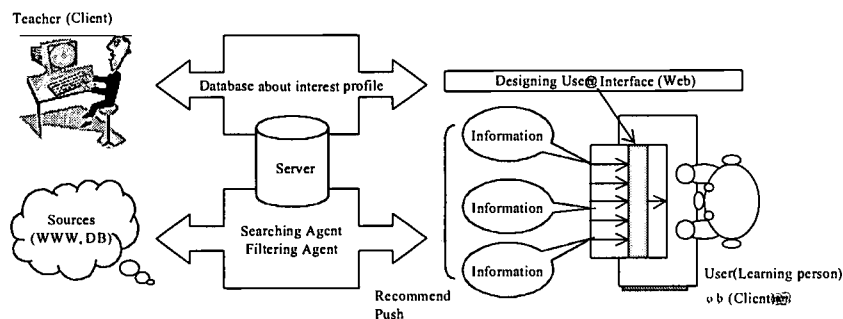 Teacher (Client)
Database about interest profile
Designing Use Interface (Web)
Information
Server
Information
Sources
(WWW, DB)
Searching Agent
Filtering Agent
Information
Recommend
Push
User(Learning person)
(Client)